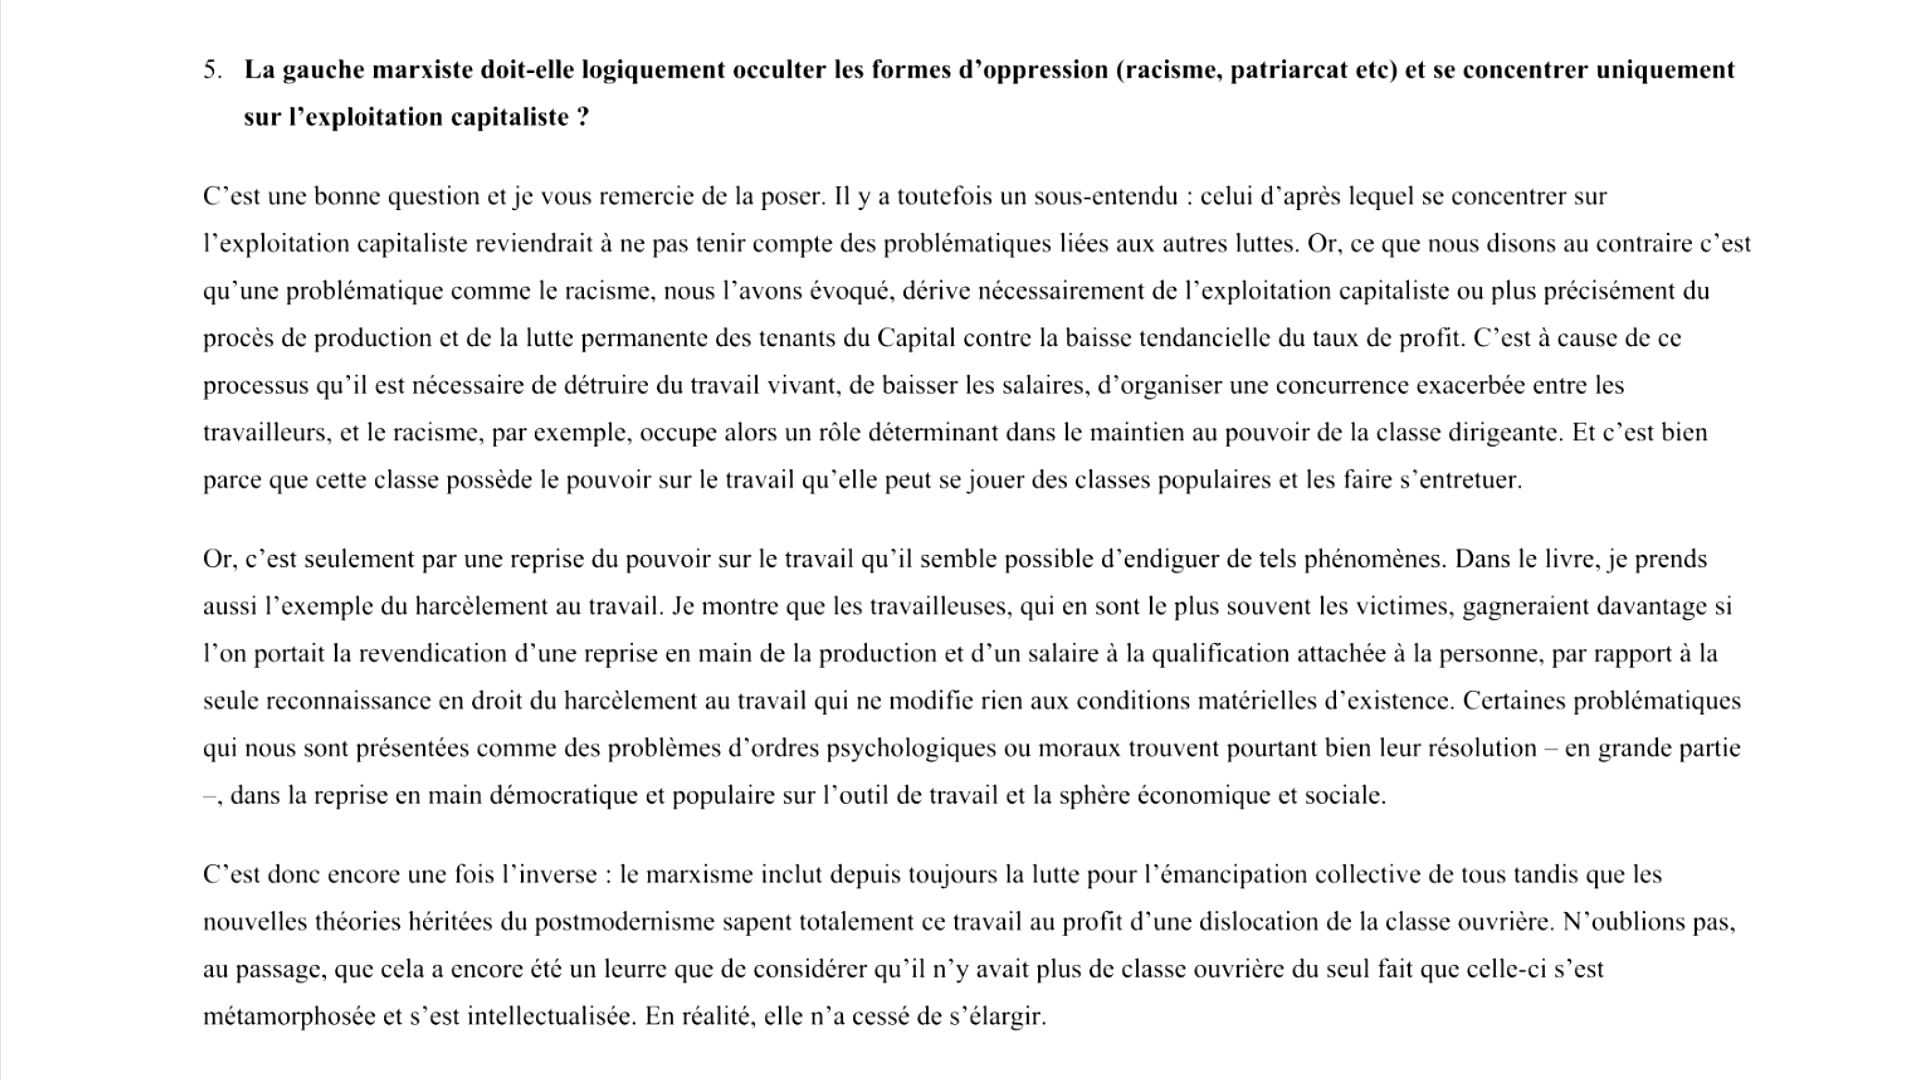 5. La gauche marxiste doit-elle logiquement occulter les formes d’oppression (racisme, patriarcat etc) et se concentrer uniquement
sur l’exploitation capitaliste ?
C’est une bonne question et je vous remercie de la poser. Il y a toutefois un sous-entendu : celui d’après lequel se concentrer sur
l’exploitation capitaliste reviendrait à ne pas tenir compte des problématiques liées aux autres luttes. Or, ce que nous disons au contraire c’est
qu’une problématique comme le racisme, nous l’avons évoqué, dérive nécessairement de l’exploitation capitaliste ou plus précisément du
procès de production et de la lutte permanente des tenants du Capital contre la baisse tendancielle du taux de profit. C’est à cause de ce
processus qu’il est nécessaire de détruire du travail vivant, de baisser les salaires, d’organiser une concurrence exacerbée entre les
travailleurs, et le racisme, par exemple, occupe alors un rôle déterminant dans le maintien au pouvoir de la classe dirigeante. Et c’est bien
parce que cette classe possède le pouvoir sur le travail qu’elle peut se jouer des classes populaires et les faire s’entretuer.
Or, c’est seulement par une reprise du pouvoir sur le travail qu’il semble possible d’endiguer de tels phénomènes. Dans le livre, je prends
aussi l’exemple du harcèlement au travail. Je montre que les travailleuses, qui en sont le plus souvent les victimes, gagneraient davantage si
l’on portait la revendication d’une reprise en main de la production et d’un salaire à la qualification attachée à la personne, par rapport à la
seule reconnaissance en droit du harcèlement au travail qui ne modifie rien aux conditions matérielles d’existence. Certaines problématiques
qui nous sont présentées comme des problèmes d’ordres psychologiques ou moraux trouvent pourtant bien leur résolution – en grande partie
–, dans la reprise en main démocratique et populaire sur l’outil de travail et la sphère économique et sociale.
C’est donc encore une fois l’inverse : le marxisme inclut depuis toujours la lutte pour l’émancipation collective de tous tandis que les
nouvelles théories héritées du postmodernisme sapent totalement ce travail au profit d’une dislocation de la classe ouvrière. N’oublions pas,
au passage, que cela a encore été un leurre que de considérer qu’il n’y avait plus de classe ouvrière du seul fait que celle-ci s’est
métamorphosée et s’est intellectualisée. En réalité, elle n’a cessé de s’élargir.